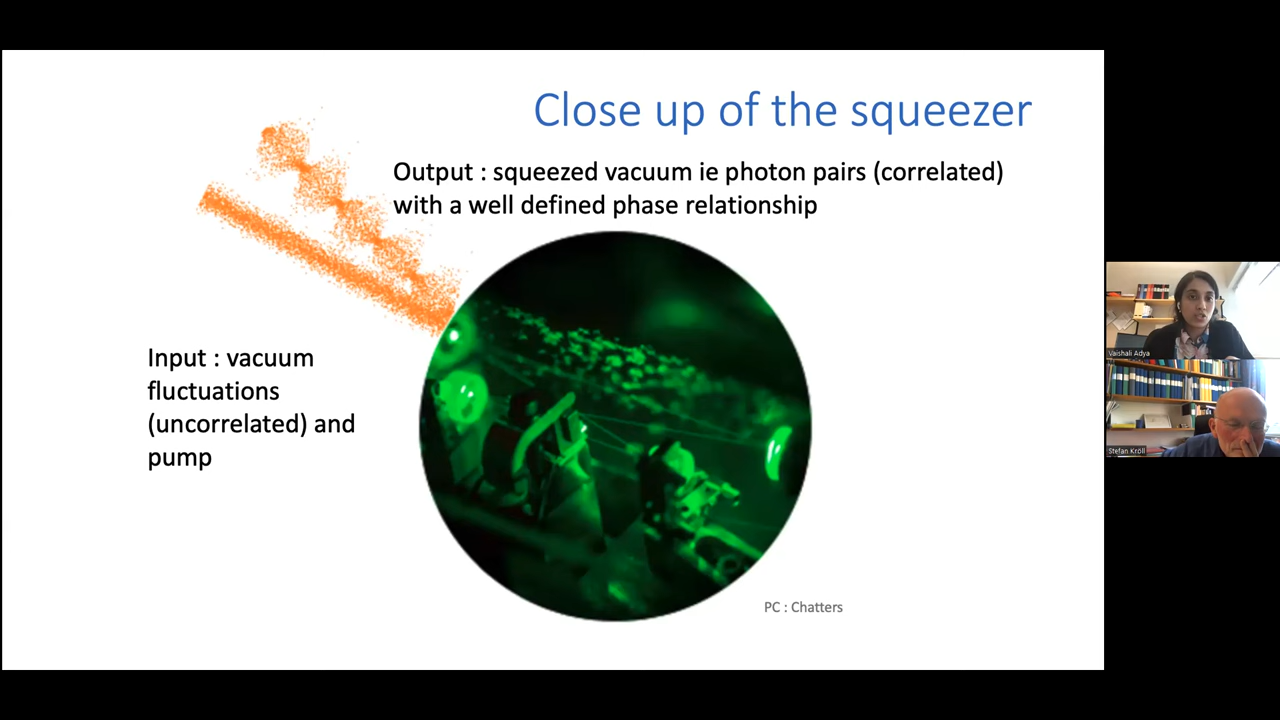 Close up of the squeezer
Output : squeezed vacuum ie photon pairs (correlated)
with a well defined phase relationship
Input : vacuum
fluctuations
(uncorrelated) and
pump
PC : Chatters
Vaishali Adya
Stefan Kröll